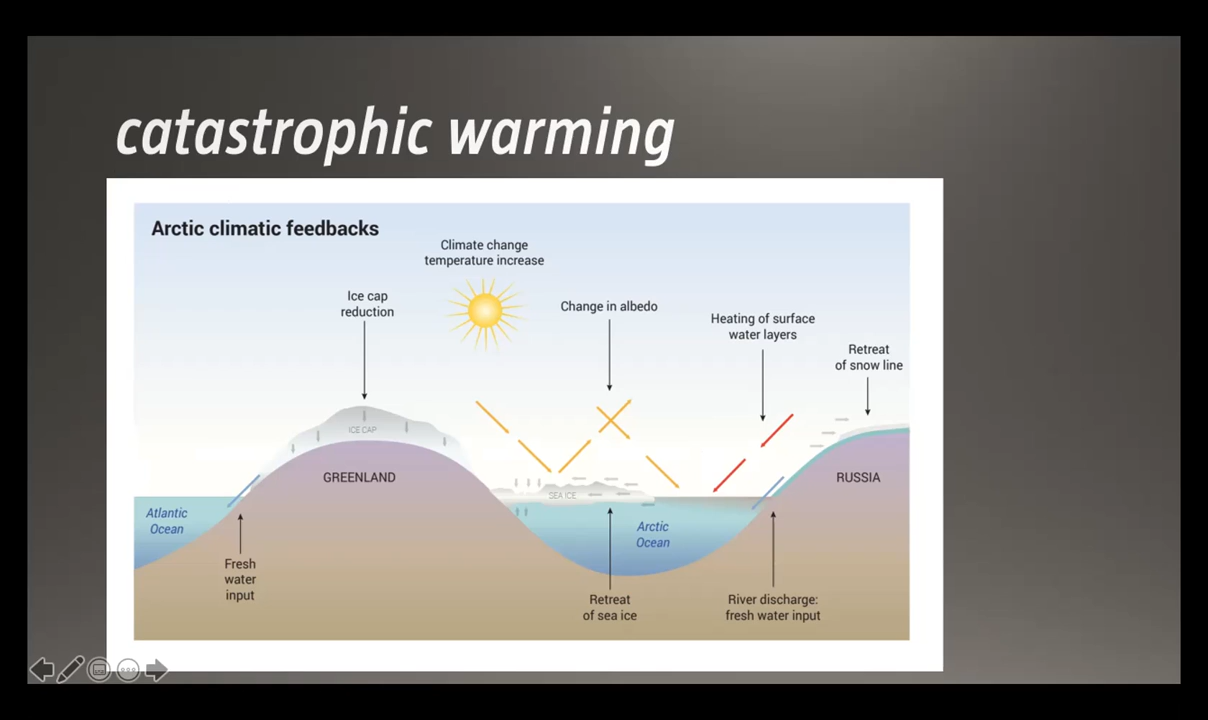 catastrophic warming
Arctic climatic feedbacks
Climate change
temperature increase
Ice cap
reduction
Change in albedo
Heating of surface
water layers
Retreat
of snow line
ICE CAP
GREENLAND
SEA ICE
RUSSIA
Atlantic
Ocean
Arctic
Ocean
Fresh
water
input
Retreat
of sea ice
River discharge:
fresh water input